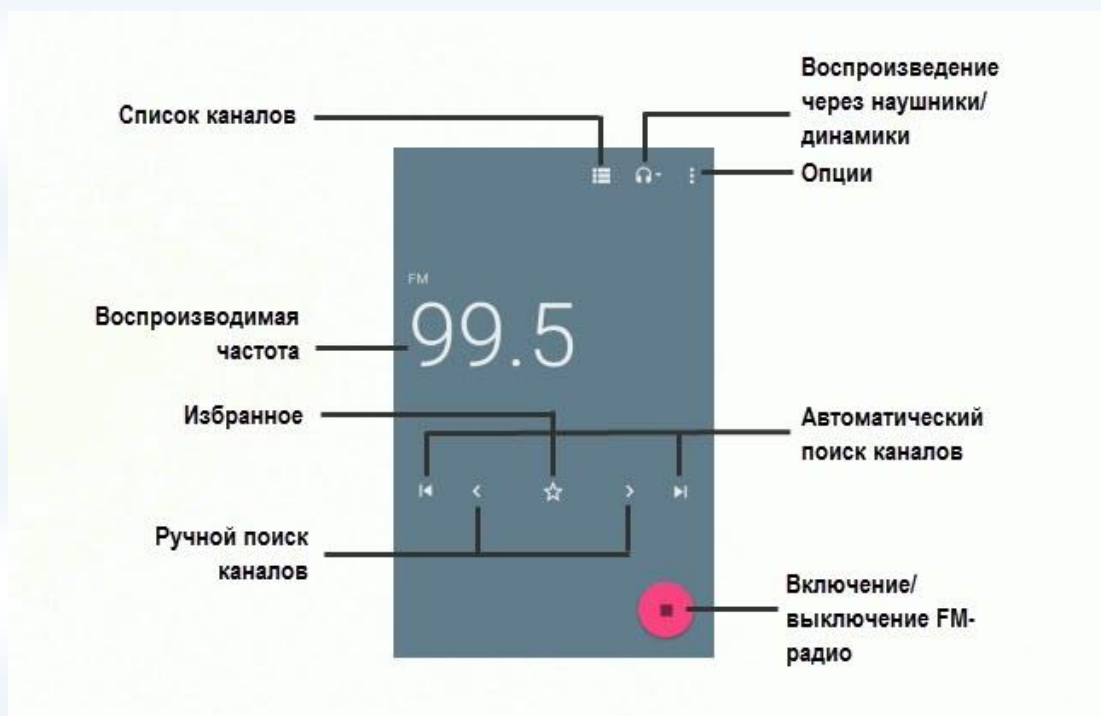 Воспроизведение
через наушники/
динамики
Список каналов
Опции
FM
99.5
Воспроизводимая
частота
Избранное
Автоматический
поиск каналов
Ручной поиск
каналов
Включение/
выключение FM-
радио